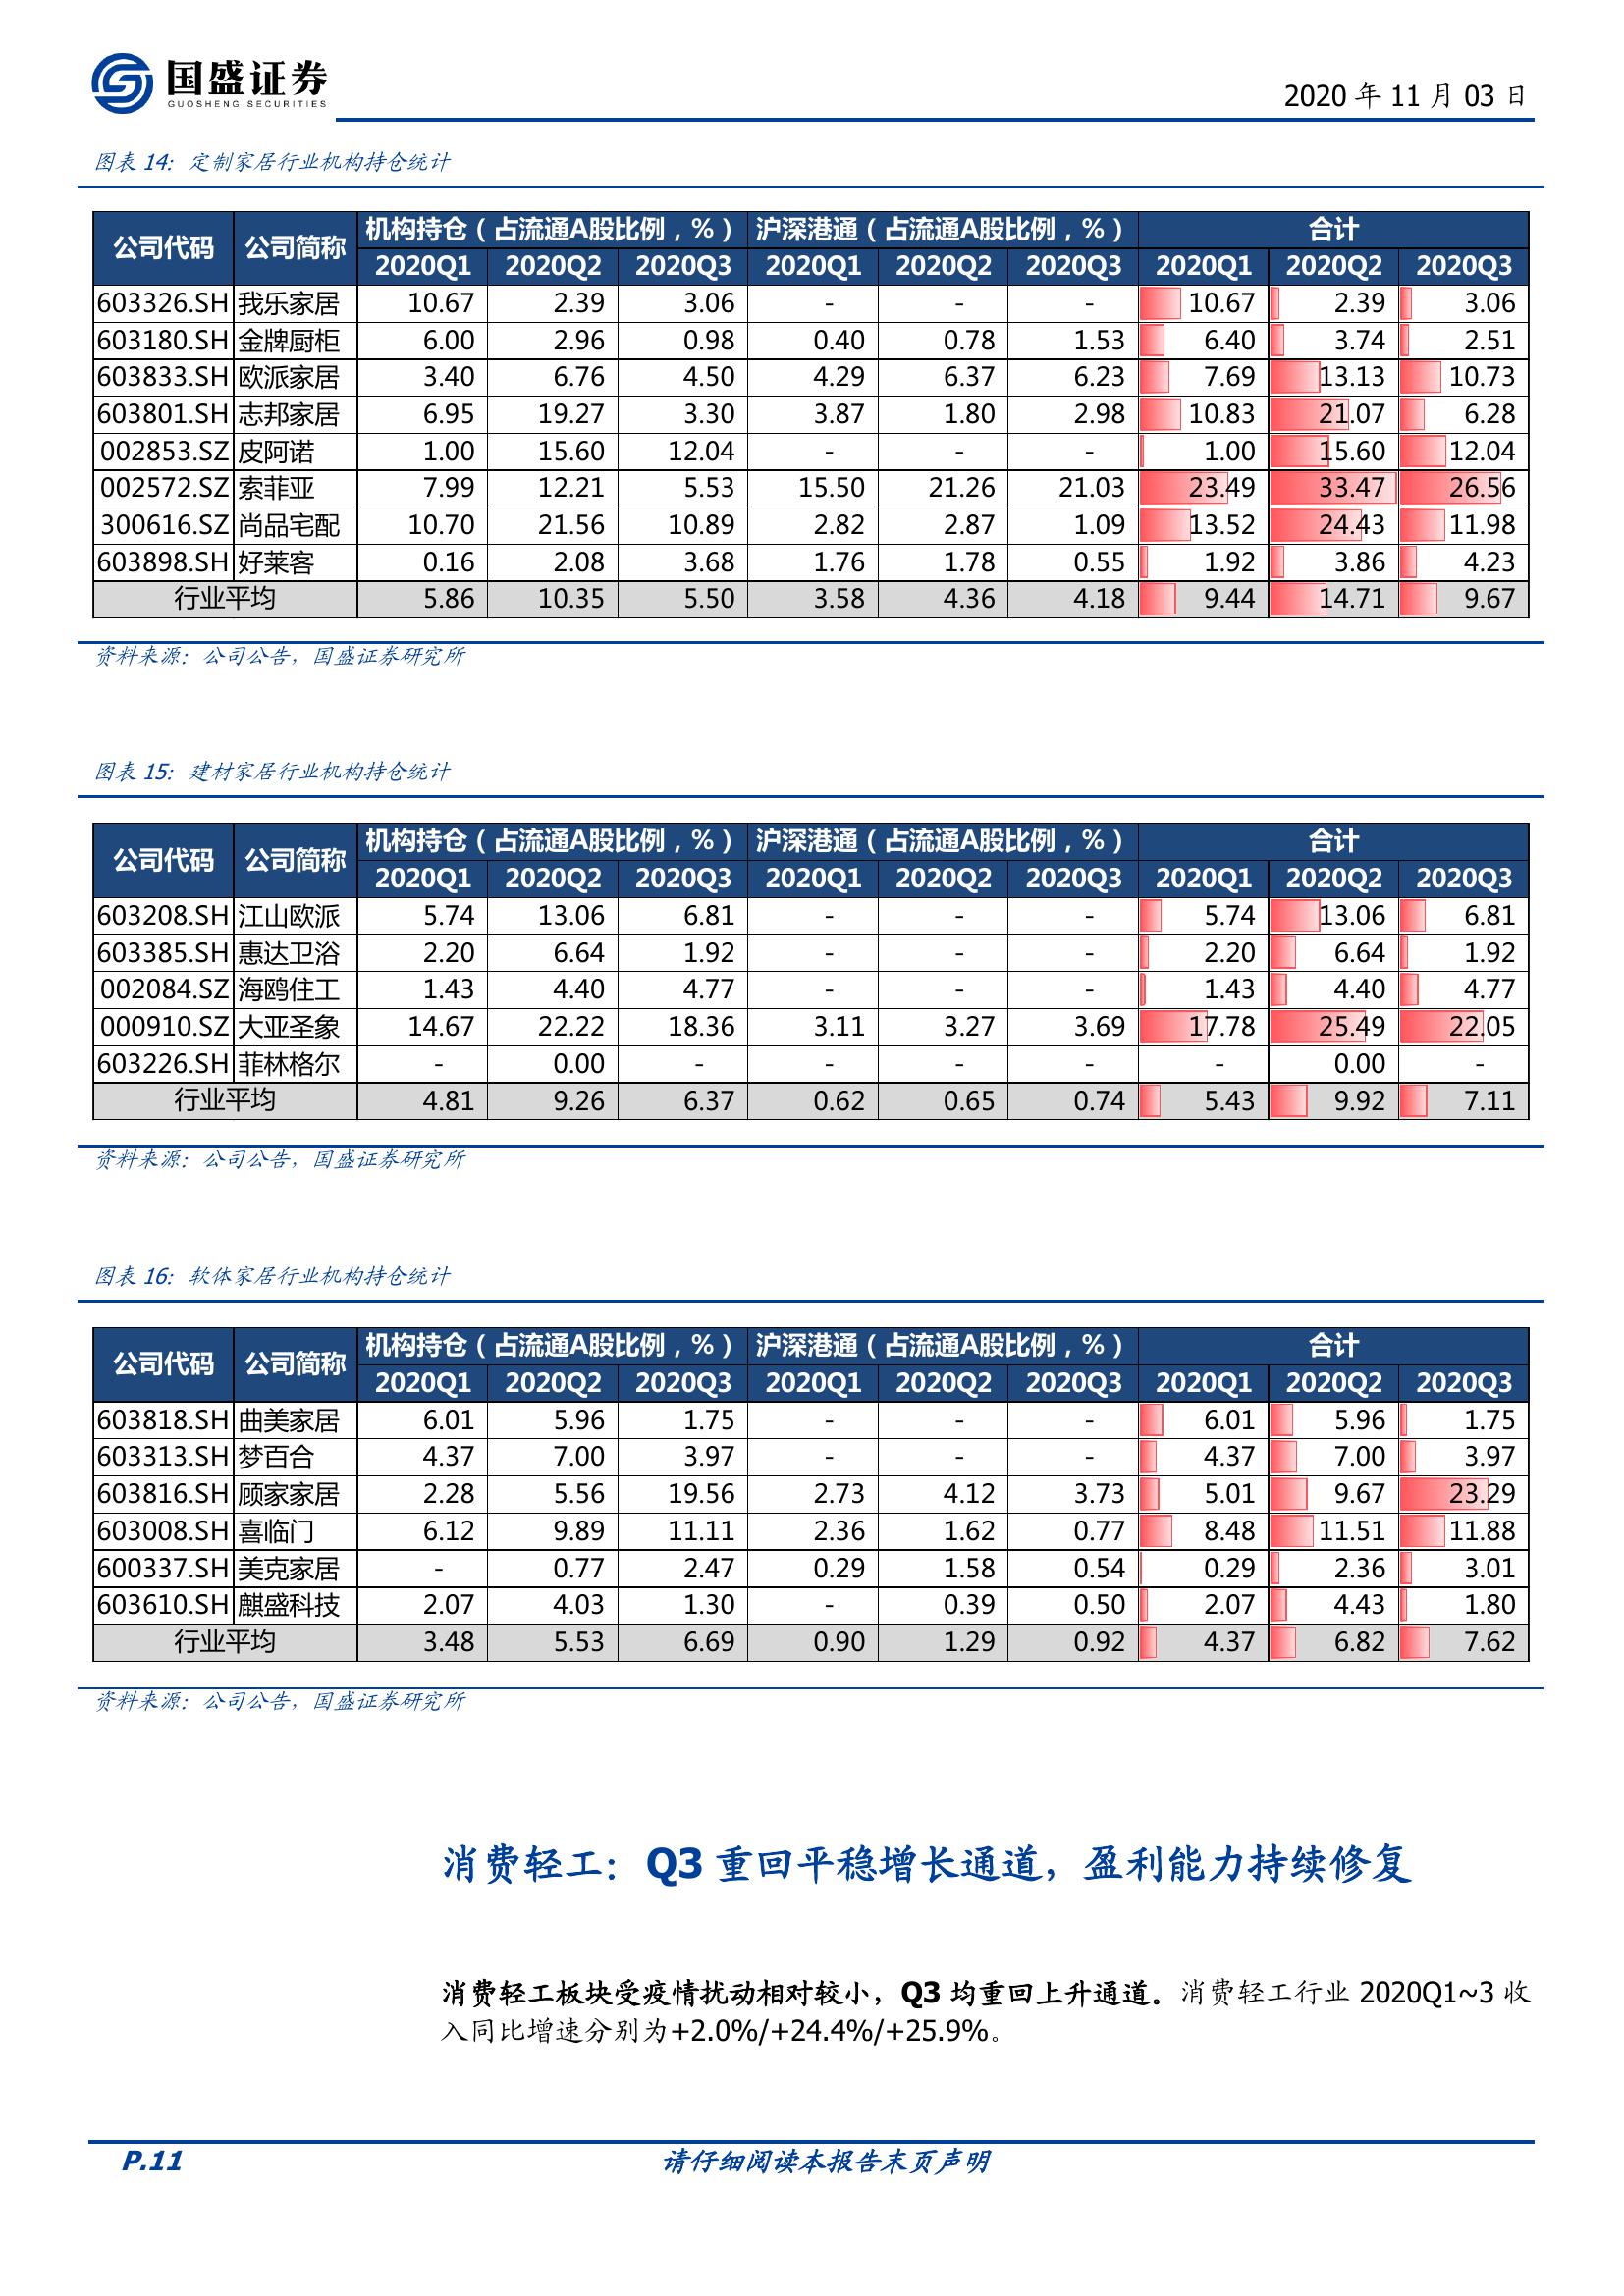 国盛证券
GUOSHENG SECURITIES
2020 年 11 月 03 日
图表 14：定制家居行业机构持仓统计
公司代码 公司简称 机构持仓（占流通A股比例，%） 沪深港通（占流通A股比例，%） 合计
2020Q1 2020Q2 2020Q3 2020Q1 2020Q2 2020Q3 2020Q1 2020Q2 2020Q3
603326.SH 我乐家居 10.67 2.39 3.06 - - - 10.67 2.39 3.06
603180.SH 金牌厨柜 6.00 2.96 0.98 0.40 0.78 1.53 6.40 3.74 2.51
603833.SH 欧派家居 3.40 6.76 4.50 4.29 6.37 6.23 7.69 13.13 10.73
603801.SH 志邦家居 6.95 19.27 3.30 3.87 1.80 2.98 10.83 21.07 6.28
002853.SZ 皮阿诺 1.00 15.60 12.04 - - - 1.00 15.60 12.04
002572.SZ 索菲亚 7.99 12.21 5.53 15.50 21.26 21.03 23.49 33.47 26.56
300616.SZ 尚品宅配 10.70 21.56 10.89 2.82 2.87 1.09 13.52 24.43 11.98
603898.SH 好莱客 0.16 2.08 3.68 1.76 1.78 0.55 1.92 3.86 4.23
行业平均 5.86 10.35 5.50 3.58 4.36 4.18 9.44 14.71 9.67
资料来源：公司公告，国盛证券研究所
图表 15：建材家居行业机构持仓统计
公司代码 公司简称 机构持仓（占流通A股比例，%） 沪深港通（占流通A股比例，%） 合计
2020Q1 2020Q2 2020Q3 2020Q1 2020Q2 2020Q3 2020Q1 2020Q2 2020Q3
603208.SH 江山欧派 5.74 13.06 6.81 - - - 5.74 13.06 6.81
603385.SH 惠达卫浴 2.20 6.64 1.92 - - - 2.20 6.64 1.92
002084.SZ 海鸥住工 1.43 4.40 4.77 - - - 1.43 4.40 4.77
000910.SZ 大亚圣象 14.67 22.22 18.36 3.11 3.27 3.69 17.78 25.49 22.05
603226.SH 菲林格尔 - 0.00 - - - - - 0.00 -
行业平均 4.81 9.26 6.37 0.62 0.65 0.74 5.43 9.92 7.11
资料来源：公司公告，国盛证券研究所
图表 16：软体家居行业机构持仓统计
公司代码 公司简称 机构持仓（占流通A股比例，%） 沪深港通（占流通A股比例，%） 合计
2020Q1 2020Q2 2020Q3 2020Q1 2020Q2 2020Q3 2020Q1 2020Q2 2020Q3
603818.SH 曲美家居 6.01 5.96 1.75 - - - 6.01 5.96 1.75
603313.SH 梦百合 4.37 7.00 3.97 - - - 4.37 7.00 3.97
603816.SH 顾家家居 2.28 5.56 19.56 2.73 4.12 3.73 5.01 9.67 23.29
603008.SH 喜临门 6.12 9.89 11.11 2.36 1.62 0.77 8.48 11.51 11.88
600337.SH 美克家居 - 0.77 2.47 0.29 1.58 0.54 0.29 2.36 3.01
603610.SH 麒盛科技 2.07 4.03 1.30 - 0.39 0.50 2.07 4.43 1.80
行业平均 3.48 5.53 6.69 0.90 1.29 0.92 4.37 6.82 7.62
资料来源：公司公告，国盛证券研究所
消费轻工：Q3 重回平稳增长通道，盈利能力持续修复
消费轻工板块受疫情扰动相对较小，Q3 均重回上升通道。消费轻工行业 2020Q1~3 收
入同比增速分别为+2.0%/+24.4%/+25.9%。
P.11 请仔细阅读本报告末页声明